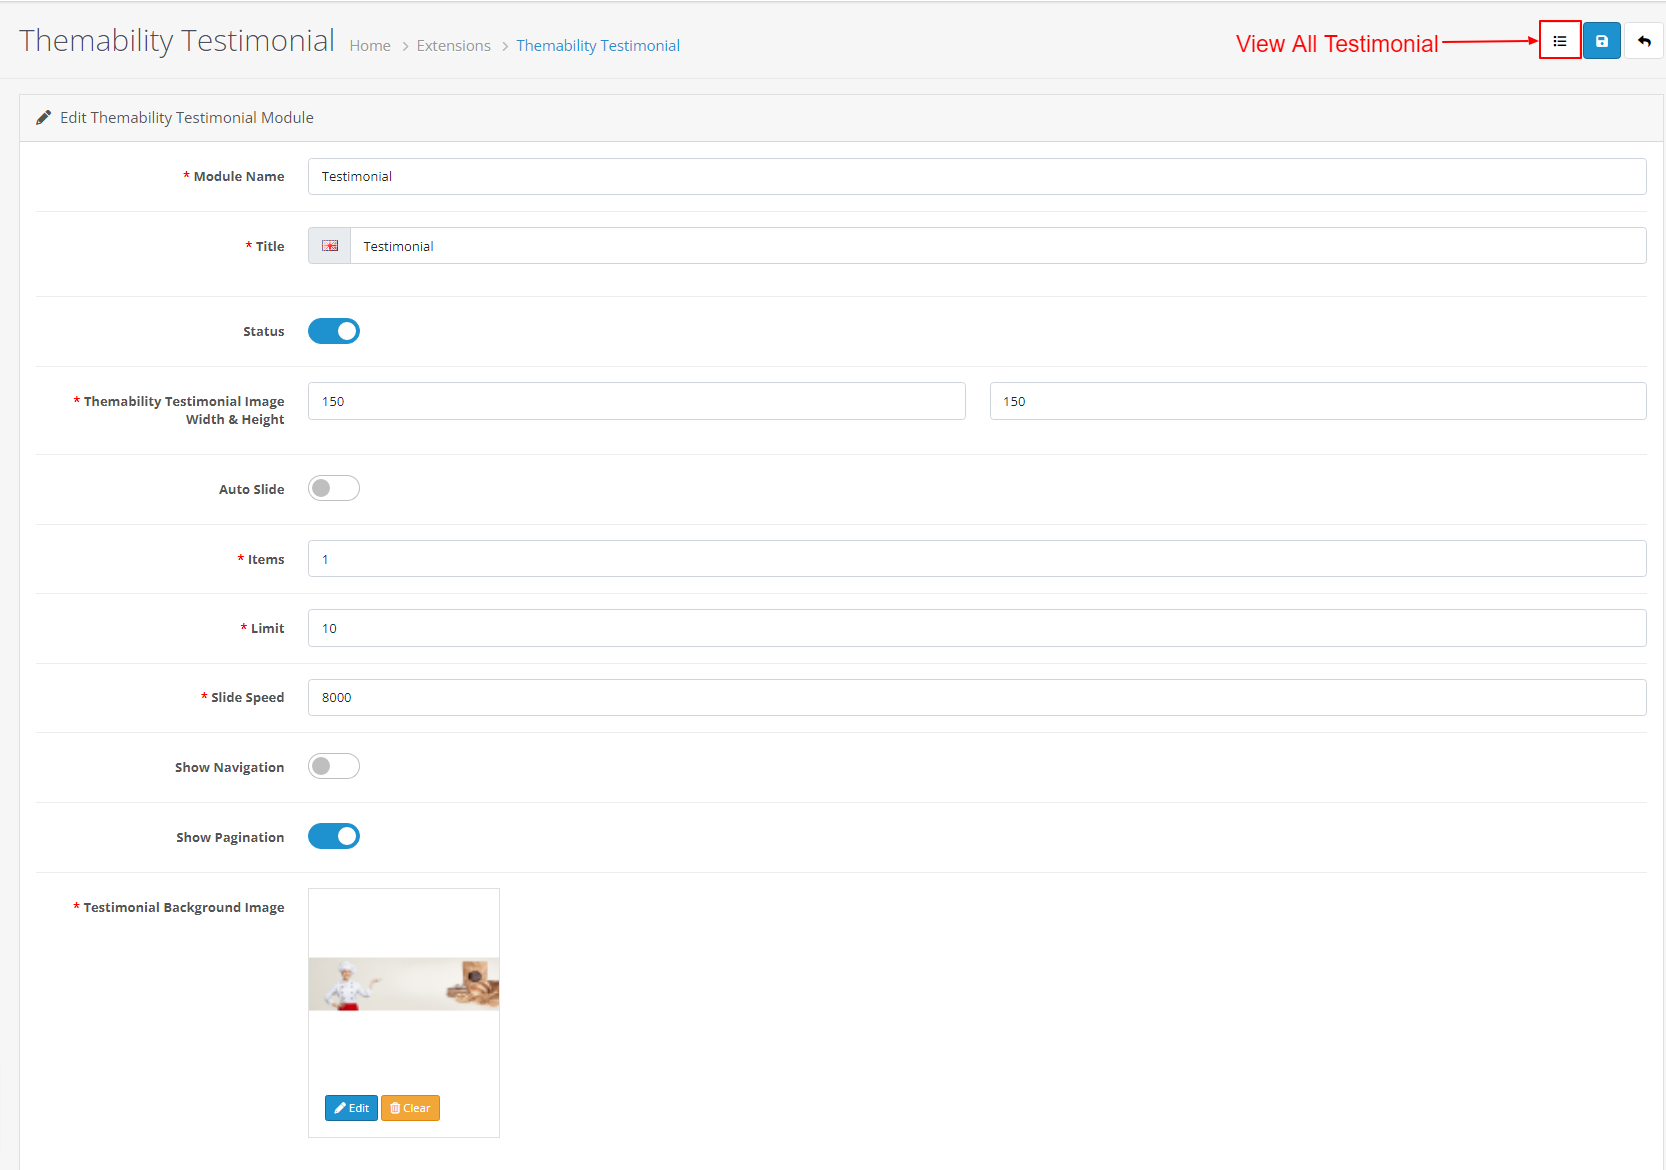 Themability Testimonial Home > Extensions > Themability Testimonial View All Testimonial
Edit Themability Testimonial Module
* Module Name Testimonial
* Title Testimonial
Status
* Themability Testimonial Image 150 150
Width & Height
Auto Slide
* Items 1
* Limit 10
* Slide Speed 8000
Show Navigation
Show Pagination
* Testimonial Background Image
Edit Clear